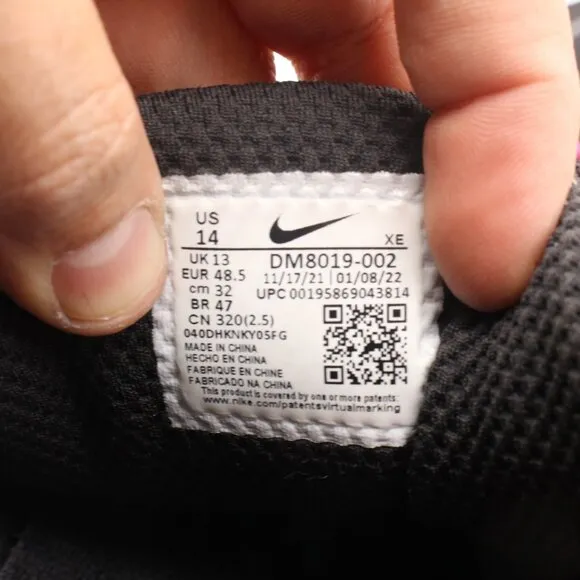 US
14
XE
UK 13
EUR 48.5
cm 32
BR 47
CN 320(2.5)
DM8019-002
11/17/21 | 01/08/22
UPC 00195869043814
040DHKNKY05FG
MADE IN CHINA
HECHO EN CHINA
FABRIQUE EN CHINE
FABRICADO NA CHINA
This product is covered by one or more patents:
www.nike.com/patentsvirtualmarking